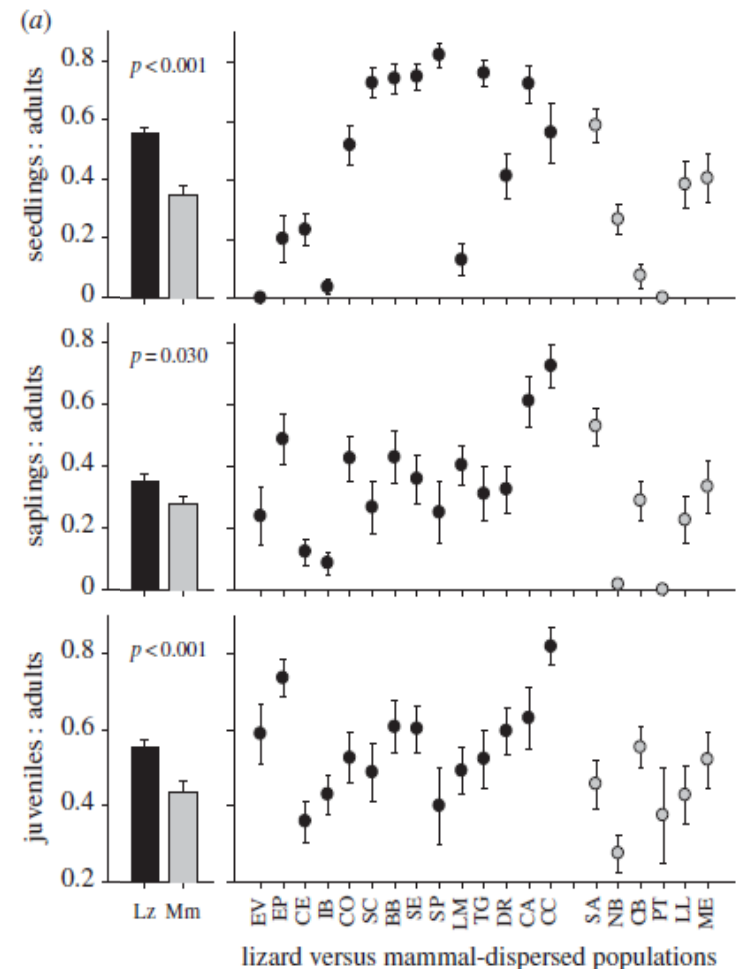 (a)
seedlings : adults
0.8
0.6
0.4
0.2
0
p < 0.001
saplings : adults
0.8
0.6
0.4
0.2
0
p = 0.030
juveniles : adults
0.8
0.6
0.4
0.2
p < 0.001
Lz Mm
EV EP CE IB CO SC BB SE SP LM TG DR CA CC SA NB CB PT LL ME
lizard versus mammal-dispersed populations